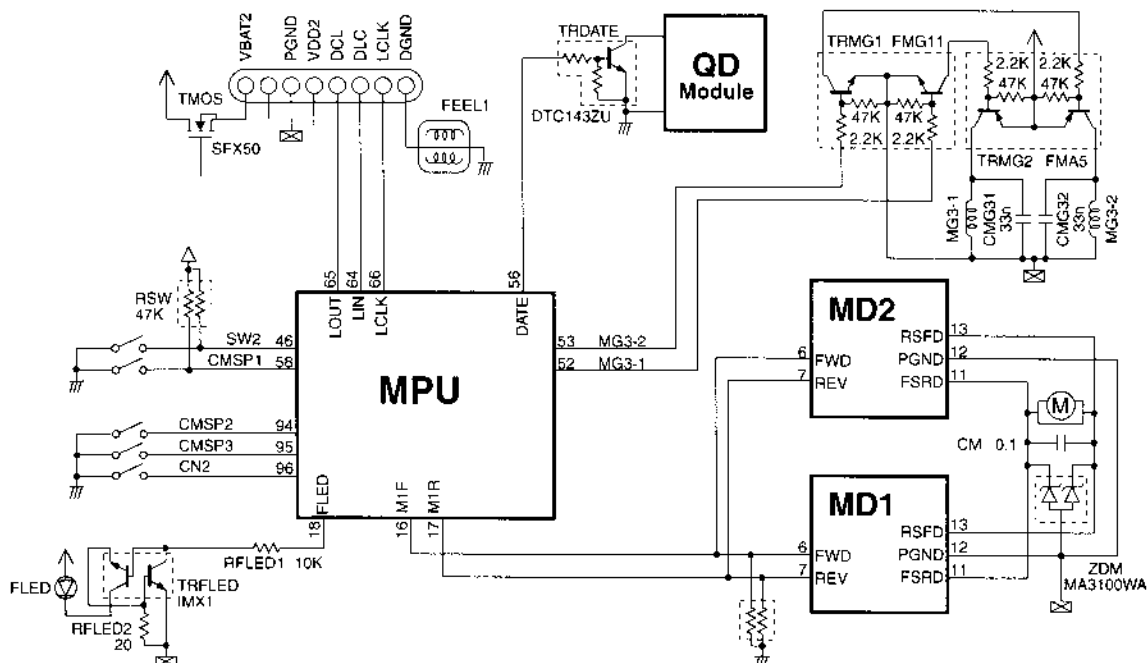 VBAT2
PGND
VDD2
DCL
DLC
LCLK
DGND
TMOS
SFX50
FEEL1
TRDATE
DTC143ZU
QD
Module
TRMG1 FMG11
47K 47K
2.2K 2.2K
2.2K 2.2K
47K 47K
TRMG2 FMA5
MG3-1
CMG31
33n
CMG32
33n
MG3-2
RSW
47K
65
64
66
56
LOUT
LIN
LCLK
DATE
SW2 46
CMSP1 58
53 MG3-2
52 MG3-1
MPU
CMSP2 94
CMSP3 95
CN2 96
FLED
M1F
M1R
18
16
17
MD2
6 FWD
7 REV
RSFD 13
PGND 12
FSRD 11
M
CM 0.1
MD1
6 FWD
7 REV
RSFD 13
PGND 12
FSRD 11
ZDM
MA3100WA
RFLED1 10K
FLED
TRFLED
IMX1
RFLED2
20